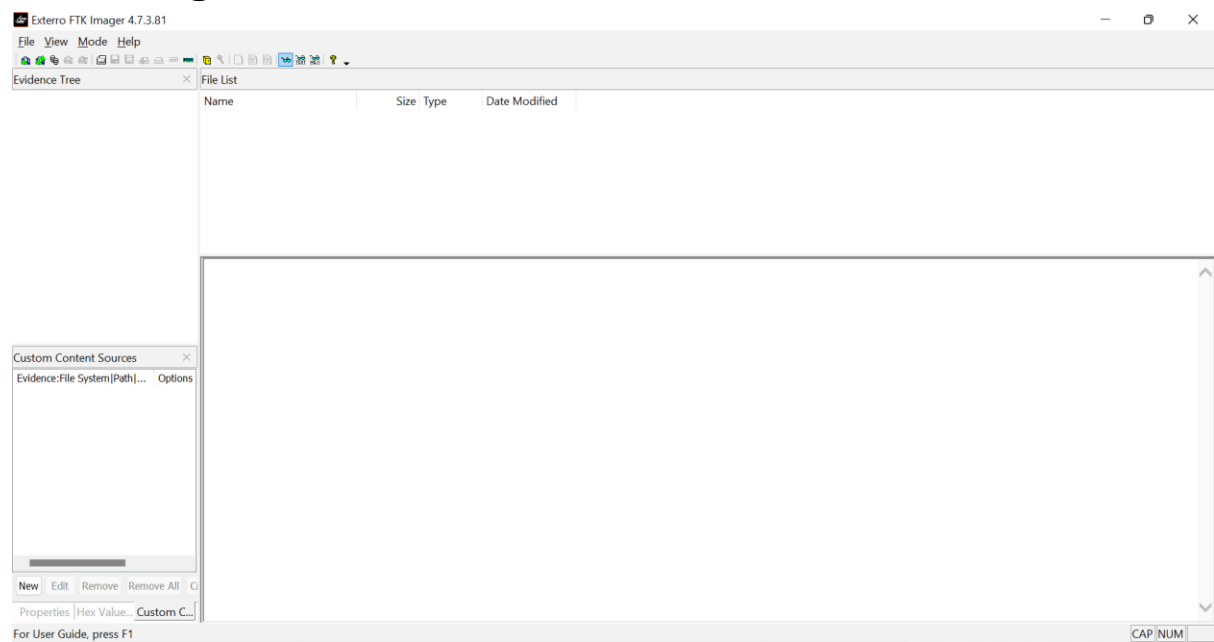 Exterro FTK Imager 4.7.3.81
File View Mode Help
Evidence Tree
File List
Name Size Type Date Modified
Custom Content Sources
Evidence:File System|Path|... Options
New Edit Remove Remove All
Properties Hex Value... Custom C...
For User Guide, press F1
CAP NUM